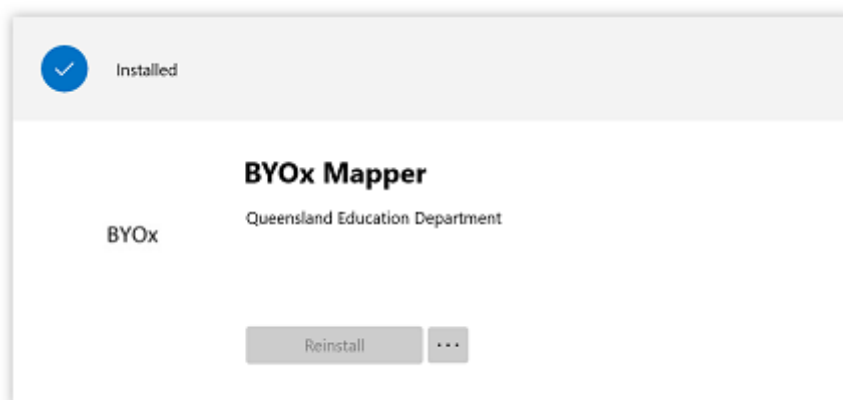 Installed
BYOx Mapper
Queensland Education Department
BYOx
Reinstall
...